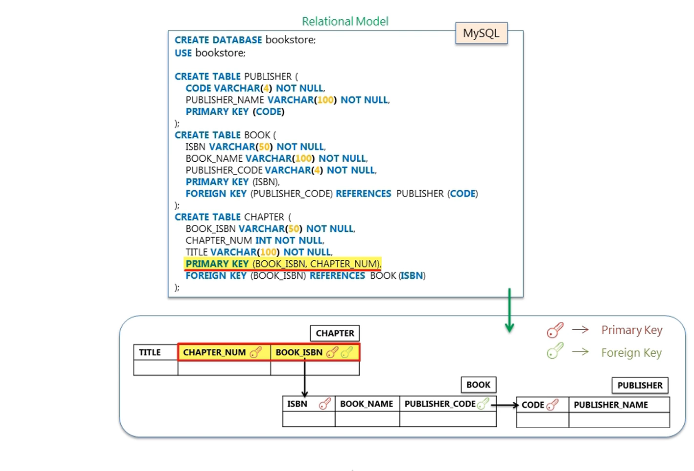 Relational Model
MySQL
CREATE DATABASE bookstore;
USE bookstore;
CREATE TABLE PUBLISHER (
CODE VARCHAR(4) NOT NULL,
PUBLISHER_NAME VARCHAR(100) NOT NULL,
PRIMARY KEY (CODE)
);
CREATE TABLE BOOK (
ISBN VARCHAR(50) NOT NULL,
BOOK_NAME VARCHAR(100) NOT NULL,
PUBLISHER_CODE VARCHAR(4) NOT NULL,
PRIMARY KEY (ISBN),
FOREIGN KEY (PUBLISHER_CODE) REFERENCES PUBLISHER (CODE)
);
CREATE TABLE CHAPTER (
BOOK_ISBN VARCHAR(50) NOT NULL,
CHAPTER_NUM INT NOT NULL,
TITLE VARCHAR(100) NOT NULL,
PRIMARY KEY (BOOK_ISBN, CHAPTER_NUM),
FOREIGN KEY (BOOK_ISBN) REFERENCES BOOK (ISBN)
);
CHAPTER
Primary Key
Foreign Key
TITLE CHAPTER_NUM BOOK_ISBN
BOOK
PUBLISHER
ISBN BOOK_NAME PUBLISHER_CODE
CODE PUBLISHER_NAME